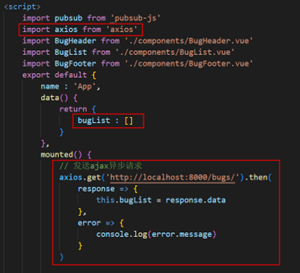 <script>
import pubsub from 'pubsub-js'
import axios from 'axios'
import BugHeader from './components/BugHeader.vue'
import BugList from './components/BugList.vue'
import BugFooter from './components/BugFooter.vue'
export default {
name : 'App',
data() {
return {
bugList : []
}
},
mounted() {
// 发送ajax异步请求
axios.get('http://localhost:8000/bugs/').then(
response => {
this.bugList = response.data
},
error => {
console.log(error.message)
}
)